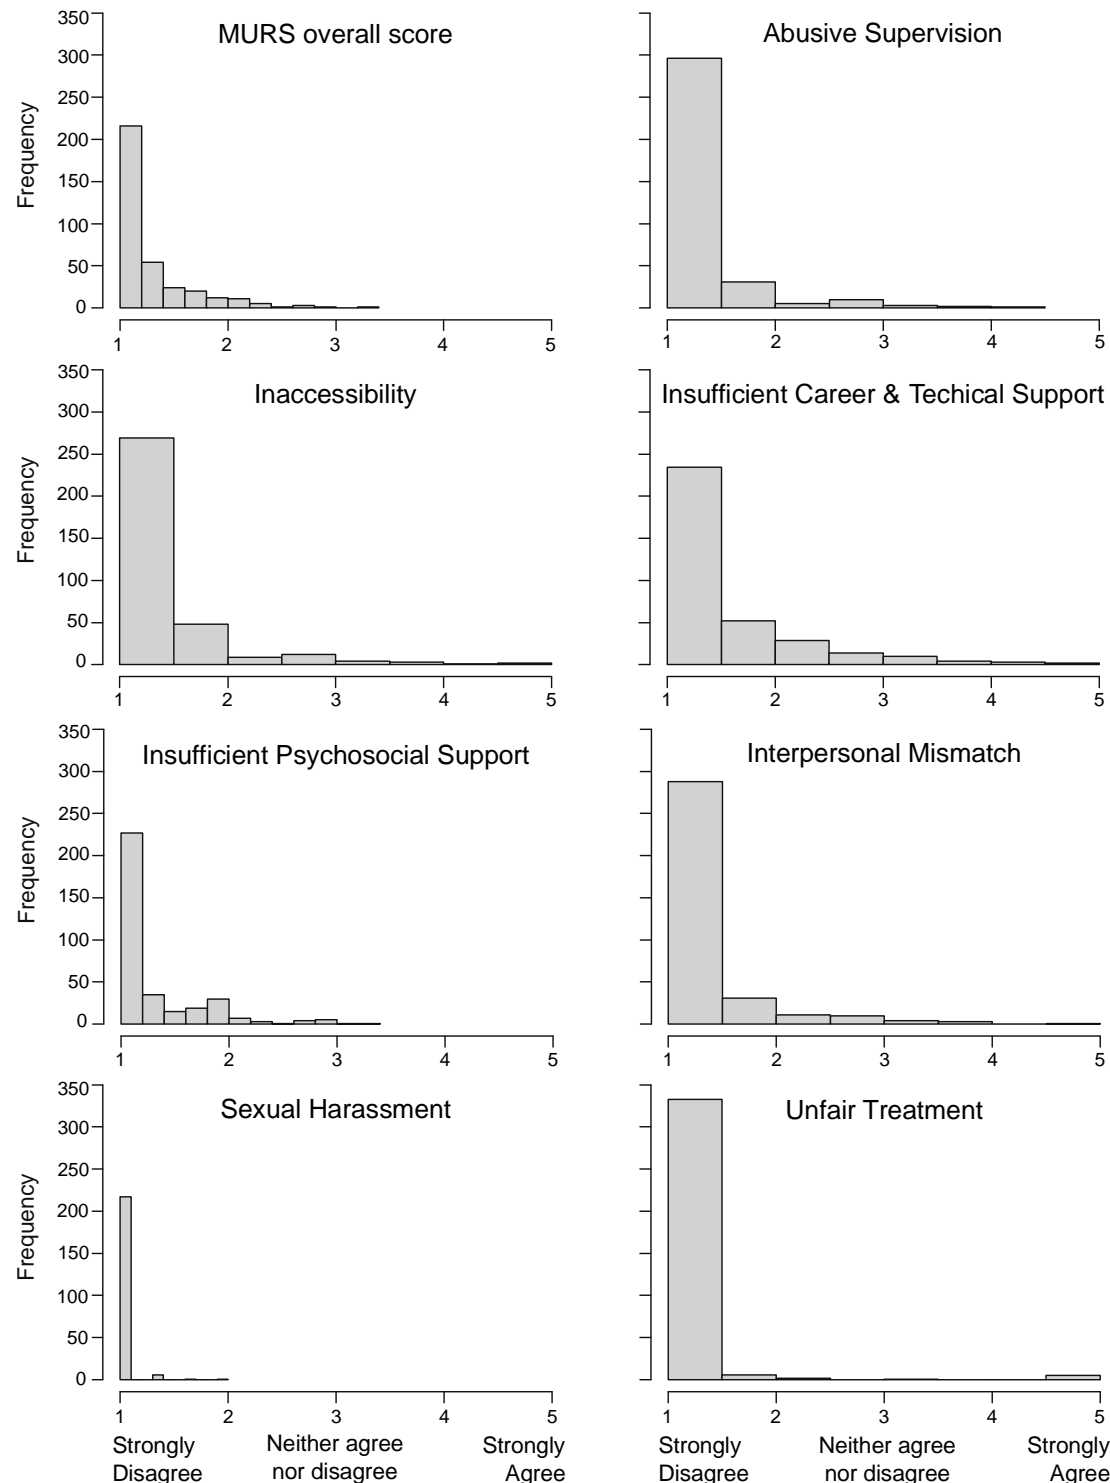 MURS overall score
350
300
250
200
150
100
50
0
Frequency
1 2 3 4 5
Abusive Supervision
1 2 3 4 5
Inaccessibility
350
300
250
200
150
100
50
0
Frequency
1 2 3 4 5
Insufficient Career & Techical Support
1 2 3 4 5
Insufficient Psychosocial Support
350
300
250
200
150
100
50
0
Frequency
1 2 3 4 5
Interpersonal Mismatch
1 2 3 4 5
Sexual Harassment
350
300
250
200
150
100
50
0
Frequency
1 2 3 4 5
Strongly Disagree
Neither agree nor disagree
Strongly Agree
Unfair Treatment
1 2 3 4 5
Strongly Disagree
Neither agree nor disagree
Strongly Agree